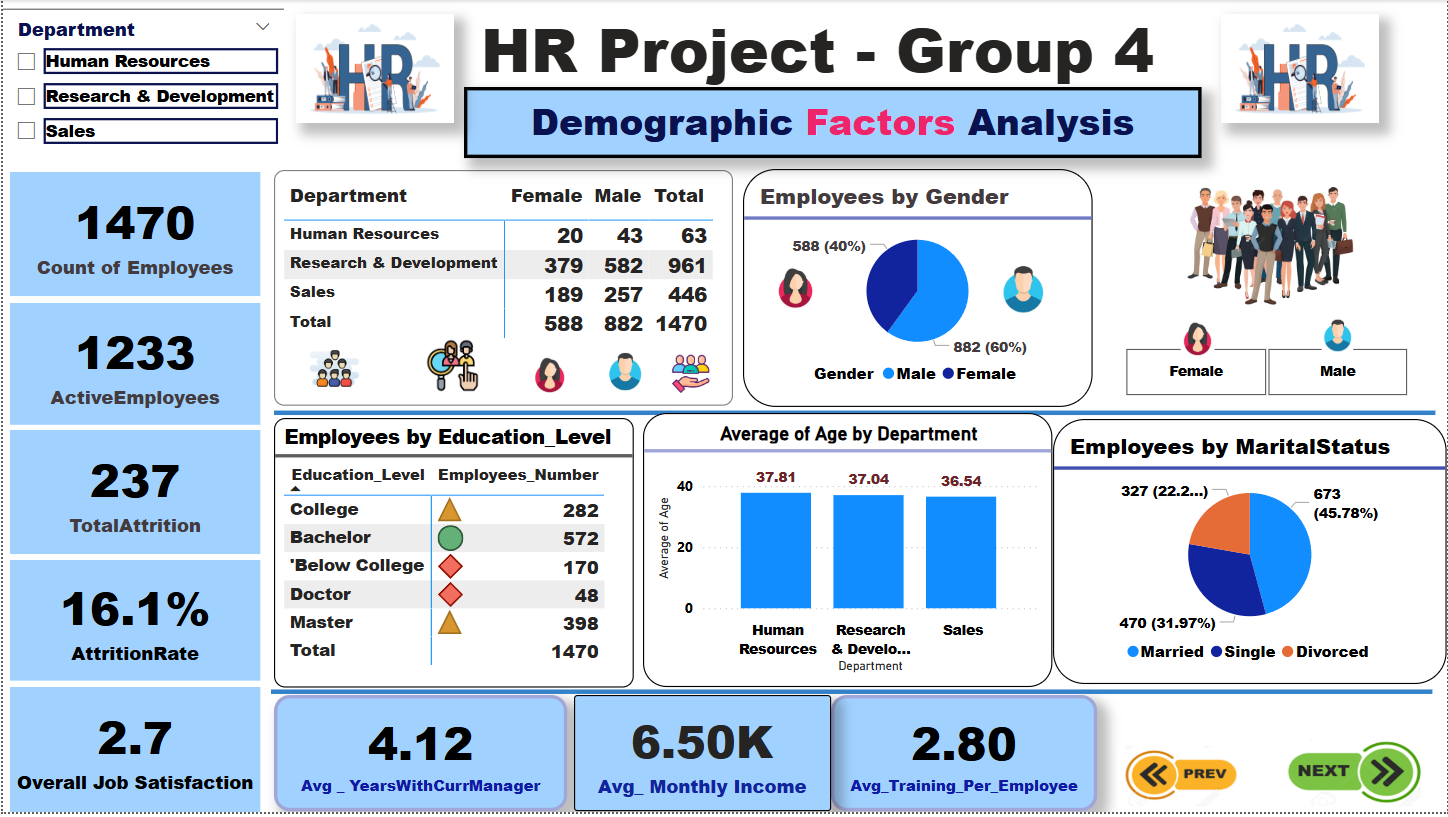 Department
Human Resources
Research & Development
Sales
HR
HR Project - Group 4
Demographic Factors Analysis
HR
1470
Count of Employees
1233
ActiveEmployees
237
TotalAttrition
16.1%
AttritionRate
2.7
Overall Job Satisfaction
Department Female Male Total
Human Resources 20 43 63
Research & Development 379 582 961
Sales 189 257 446
Total 588 882 1470
Employees by Gender
588 (40%)
882 (60%)
Gender Male Female
Female Male
Employees by Education_Level
Education_Level Employees_Number
College 282
Bachelor 572
'Below College 170
Doctor 48
Master 398
Total 1470
Average of Age by Department
Average of Age
40
20
0
37.81 37.04 36.54
Human Resources
Research & Develo...
Sales
Department
Employees by MaritalStatus
327 (22.2...)
673
(45.78%)
470 (31.97%)
Married Single Divorced
4.12
Avg _ YearsWithCurrManager
6.50K
Avg_ Monthly Income
2.80
Avg_Training_Per_Employee
PREV
NEXT